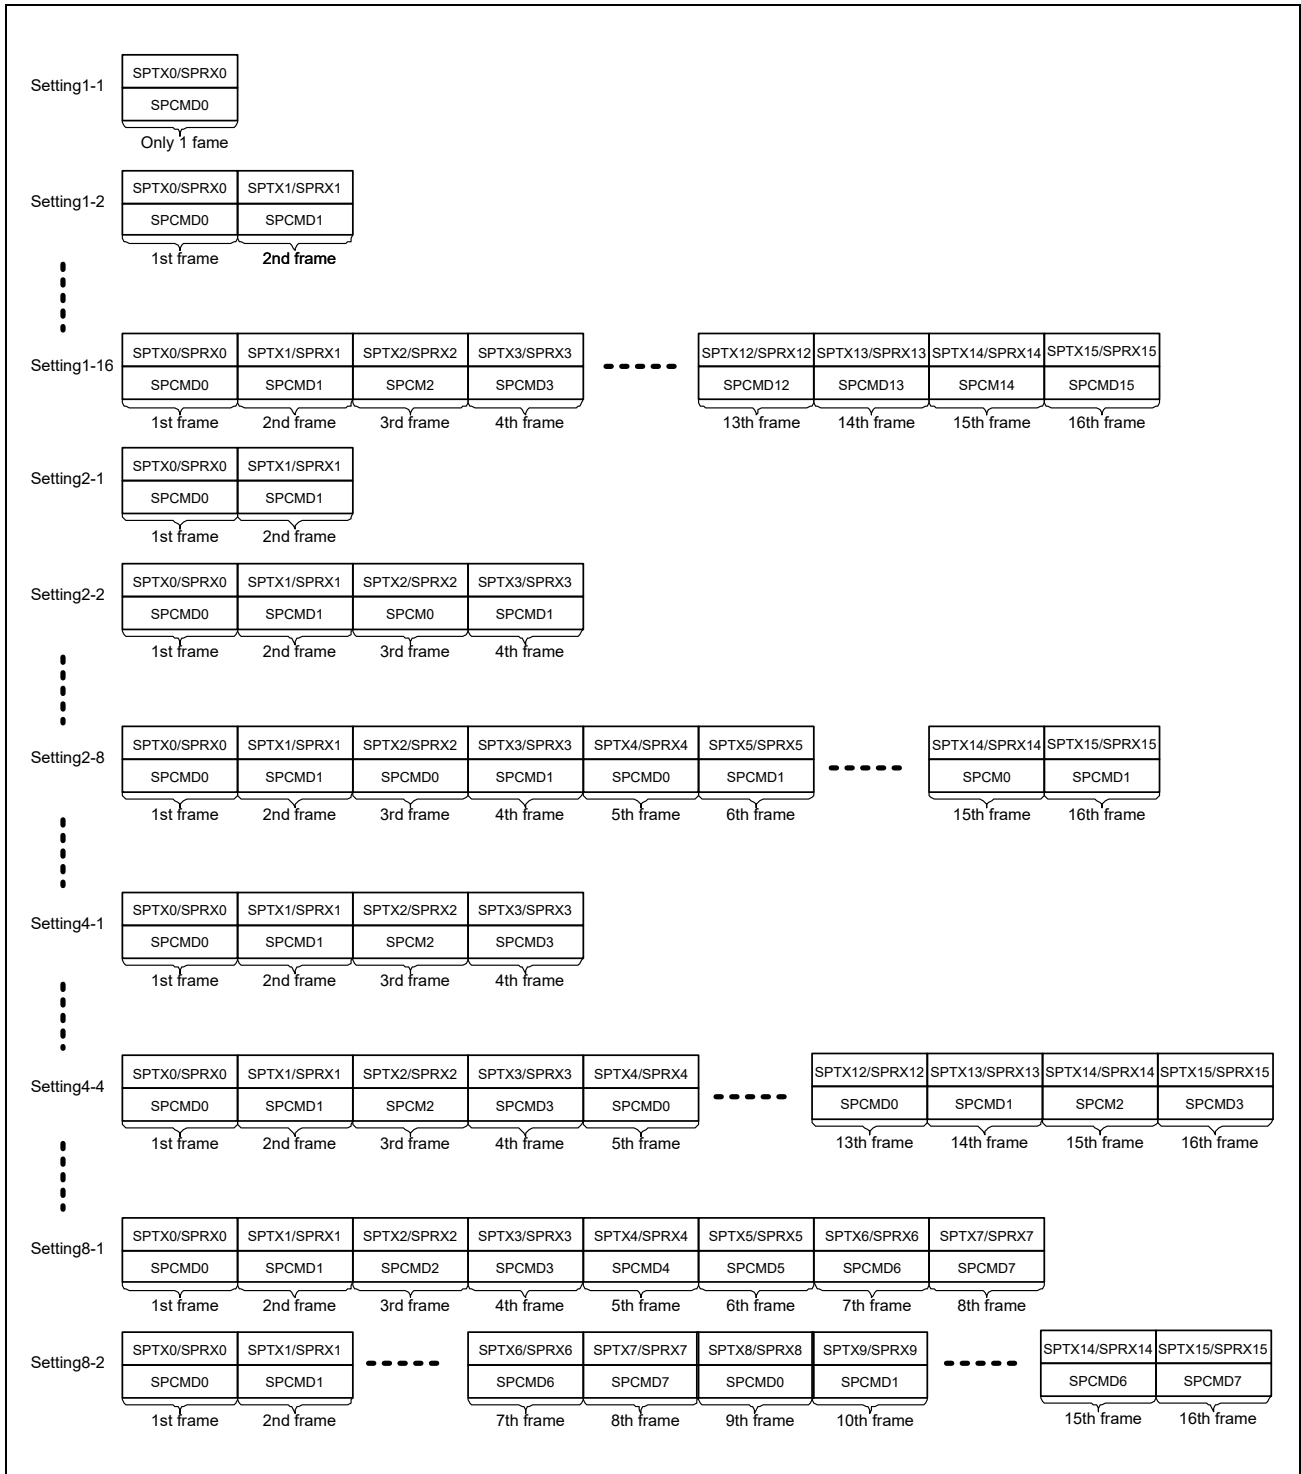 SPTX0/SPRX0
Setting1-1
SPCMD0
Only 1 fame
SPTX0/SPRX0 SPTX1/SPRX1
Setting1-2
SPCMD0 SPCMD1
1st frame 2nd frame
SPTX0/SPRX0 SPTX1/SPRX1 SPTX2/SPRX2 SPTX3/SPRX3 SPTX12/SPRX12 SPTX13/SPRX13 SPTX14/SPRX14 SPTX15/SPRX15
Setting1-16
SPCMD0 SPCMD1 SPCM2 SPCMD3 SPCMD12 SPCMD13 SPCM14 SPCMD15
1st frame 2nd frame 3rd frame 4th frame 13th frame 14th frame 15th frame 16th frame
SPTX0/SPRX0 SPTX1/SPRX1
Setting2-1
SPCMD0 SPCMD1
1st frame 2nd frame
SPTX0/SPRX0 SPTX1/SPRX1 SPTX2/SPRX2 SPTX3/SPRX3
Setting2-2
SPCMD0 SPCMD1 SPCM0 SPCMD1
1st frame 2nd frame 3rd frame 4th frame
SPTX0/SPRX0 SPTX1/SPRX1 SPTX2/SPRX2 SPTX3/SPRX3 SPTX4/SPRX4 SPTX5/SPRX5 SPTX14/SPRX14 SPTX15/SPRX15
Setting2-8
SPCMD0 SPCMD1 SPCMD0 SPCMD1 SPCMD0 SPCMD1 SPCM0 SPCMD1
1st frame 2nd frame 3rd frame 4th frame 5th frame 6th frame 15th frame 16th frame
SPTX0/SPRX0 SPTX1/SPRX1 SPTX2/SPRX2 SPTX3/SPRX3
Setting4-1
SPCMD0 SPCMD1 SPCM2 SPCMD3
1st frame 2nd frame 3rd frame 4th frame
SPTX0/SPRX0 SPTX1/SPRX1 SPTX2/SPRX2 SPTX3/SPRX3 SPTX4/SPRX4 SPTX12/SPRX12 SPTX13/SPRX13 SPTX14/SPRX14 SPTX15/SPRX15
Setting4-4
SPCMD0 SPCMD1 SPCM2 SPCMD3 SPCMD0 SPCMD0 SPCMD1 SPCM2 SPCMD3
1st frame 2nd frame 3rd frame 4th frame 5th frame 13th frame 14th frame 15th frame 16th frame
SPTX0/SPRX0 SPTX1/SPRX1 SPTX2/SPRX2 SPTX3/SPRX3 SPTX4/SPRX4 SPTX5/SPRX5 SPTX6/SPRX6 SPTX7/SPRX7
Setting8-1
SPCMD0 SPCMD1 SPCMD2 SPCMD3 SPCMD4 SPCMD5 SPCMD6 SPCMD7
1st frame 2nd frame 3rd frame 4th frame 5th frame 6th frame 7th frame 8th frame
SPTX0/SPRX0 SPTX1/SPRX1 SPTX6/SPRX6 SPTX7/SPRX7 SPTX8/SPRX8 SPTX9/SPRX9 SPTX14/SPRX14 SPTX15/SPRX15
Setting8-2
SPCMD0 SPCMD1 SPCMD6 SPCMD7 SPCMD0 SPCMD1 SPCMD6 SPCMD7
1st frame 2nd frame 7th frame 8th frame 9th frame 10th frame 15th frame 16th frame